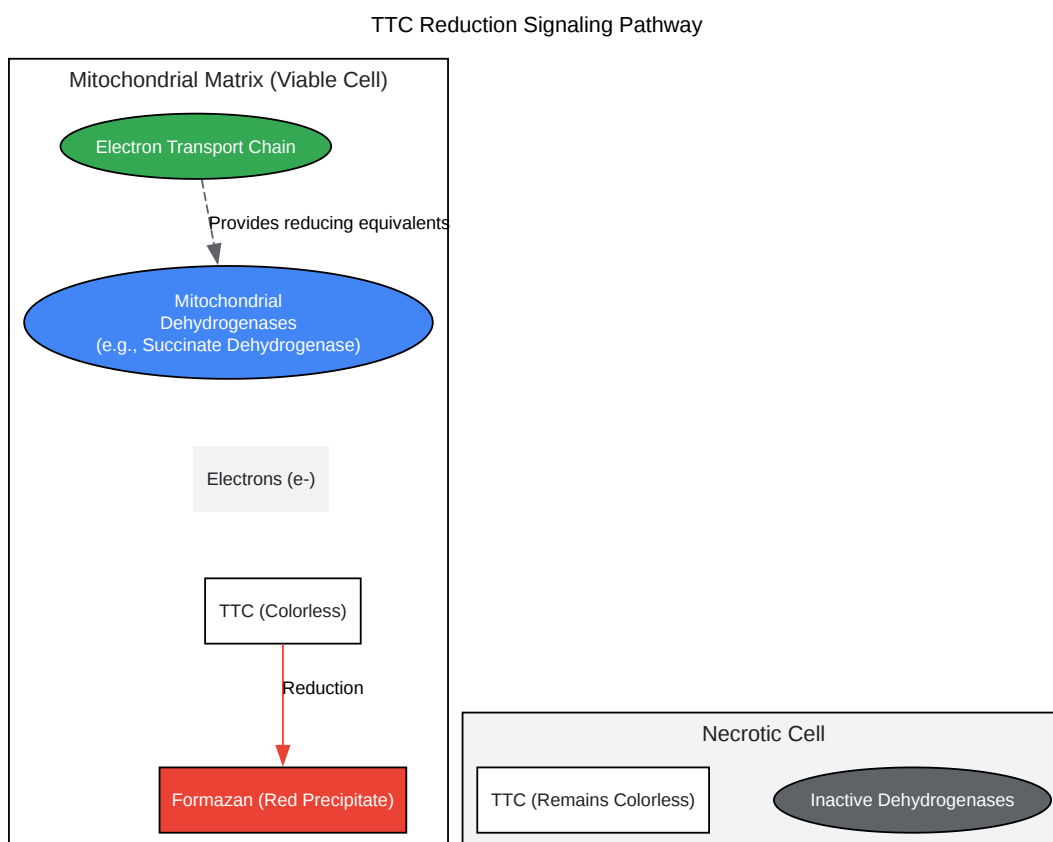 TTC Reduction Signaling Pathway
Mitochondrial Matrix (Viable Cell)
Electron Transport Chain
Provides reducing equivalents
Mitochondrial
Dehydrogenases
(e.g., Succinate Dehydrogenase)
Electrons (e-)
TTC (Colorless)
Reduction
Formazan (Red Precipitate)
Necrotic Cell
TTC (Remains Colorless)
Inactive Dehydrogenases